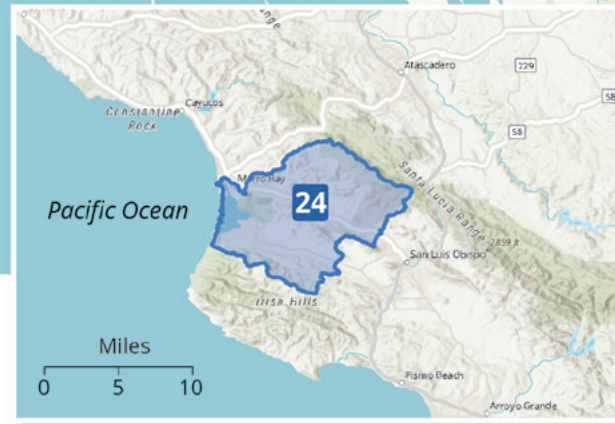 Atascadero
229
58
Constantine
Rock
Cayucos
58
Morro Bay
Santa Lucia Range
Pacific Ocean
24
2859 ft
San Luis Obispo
Irish Hills
Miles
0 5 10
Pismo Beach
Arroyo Grande